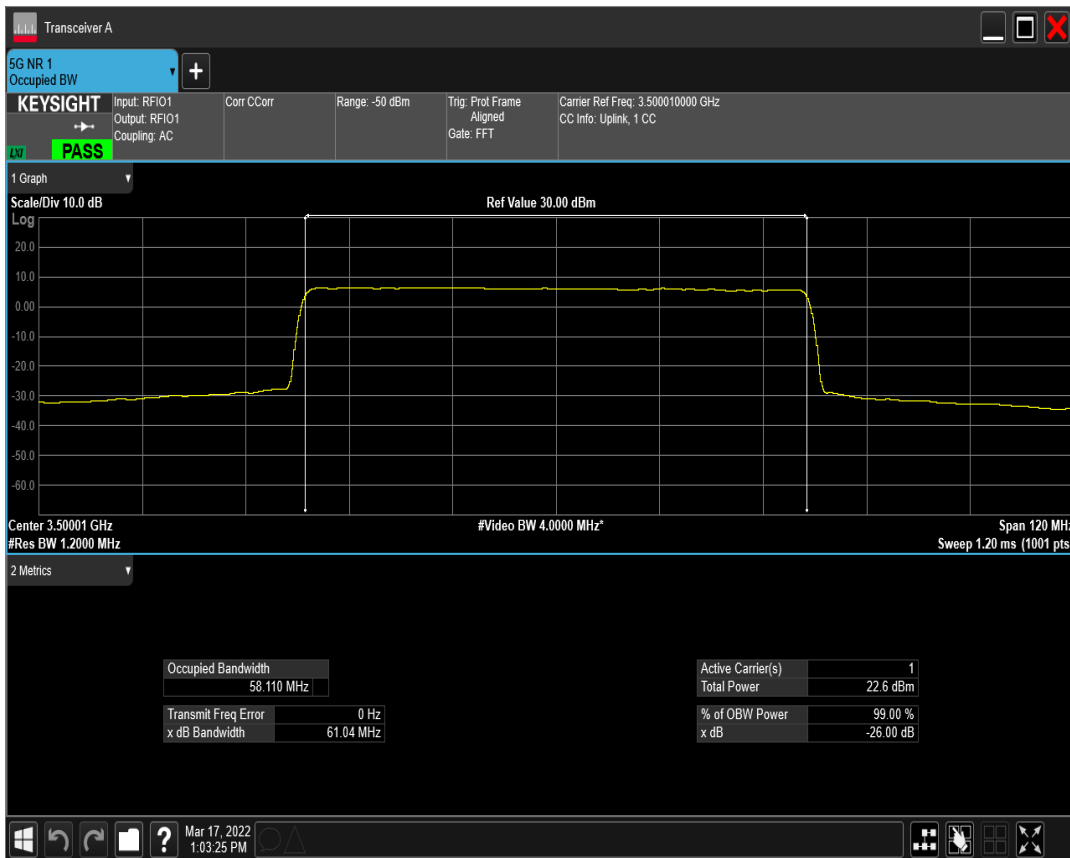 Transceiver A
5G NR 1
Occupied BW
KEYSIGHT
LXI
PASS
Input: RFIO1
Output: RFIO1
Coupling: AC
Corr CCorr
Range: -50 dBm
Trig: Prot Frame
Aligned
Gate: FFT
Carrier Ref Freq: 3.500010000 GHz
CC Info: Uplink, 1 CC
1 Graph
Scale/Div 10.0 dB
Ref Value 30.00 dBm
Log
20.0
10.0
0.00
-10.0
-20.0
-30.0
-40.0
-50.0
-60.0
Center 3.50001 GHz
#Video BW 4.0000 MHz*
Span 120 MHz
#Res BW 1.2000 MHz
Sweep 1.20 ms (1001 pts
2 Metrics
Occupied Bandwidth
58.110 MHz
Transmit Freq Error 0 Hz
x dB Bandwidth 61.04 MHz
Active Carrier(s) 1
Total Power 22.6 dBm
% of OBW Power 99.00 %
x dB -26.00 dB
?
Mar 17, 2022
1:03:25 PM